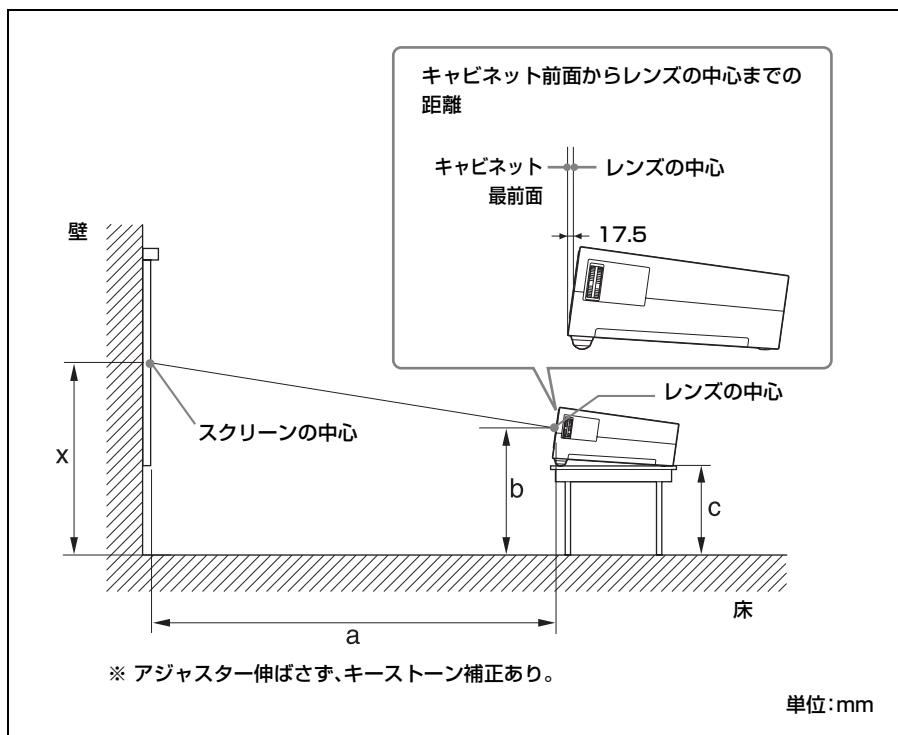 キャビネット前面からレンズの中心までの
距離
キャビネット
最前面
レンズの中心
17.5
壁
レンズの中心
スクリーンの中心
x
b
c
床
a
※ アジャスター伸ばさず、キーストーン補正あり。
単位：mm